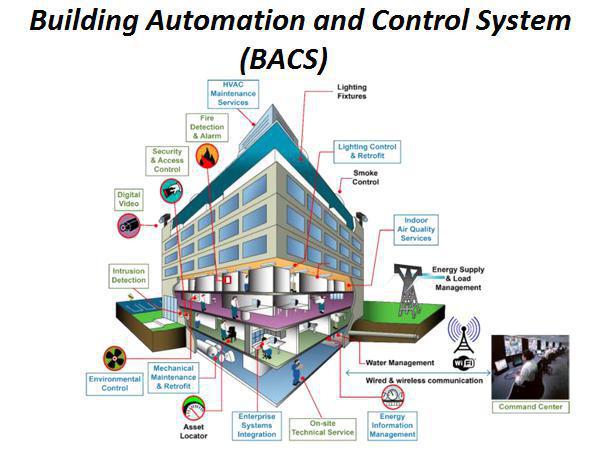 Building Automation and Control System
(BACS)
HVAC
Maintenance
Services
Lighting
Fixtures
Fire
Detection
& Alarm
Lighting Control
& Retrofit
Security
& Access
Control
Smoke
Control
Digital
Video
Indoor
Air Quality
Services
Intrusion
Detection
Energy Supply
& Load
Management
Environmental
Control
Mechanical
Maintenance
& Retrofit
Water Management
Wi Fi
Wired & wireless communication
Command Center
Asset
Locator
Enterprise
Systems
Integration
On-site
Technical Service
Energy
Information
Management